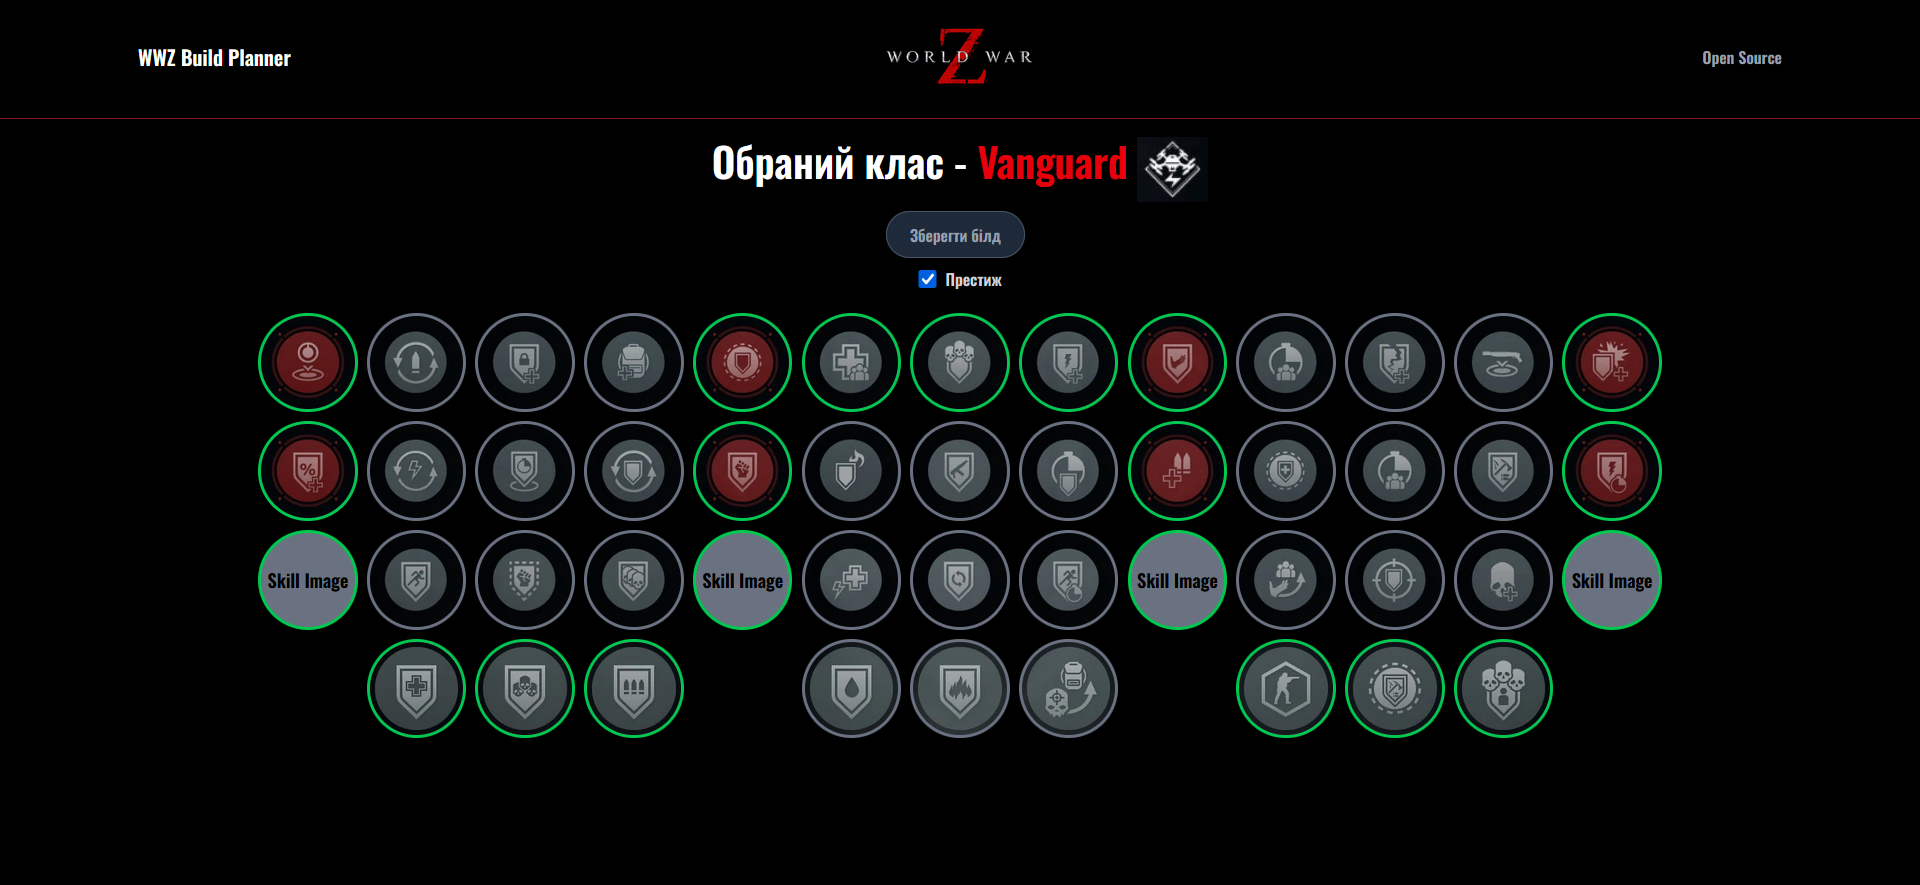 WWZ Build Planner
WORLD WAR
Z
Open Source
Обраний клас - Vanguard
Зберегти білд
Престиж
%
Skill Image
Skill Image
Skill Image
Skill Image